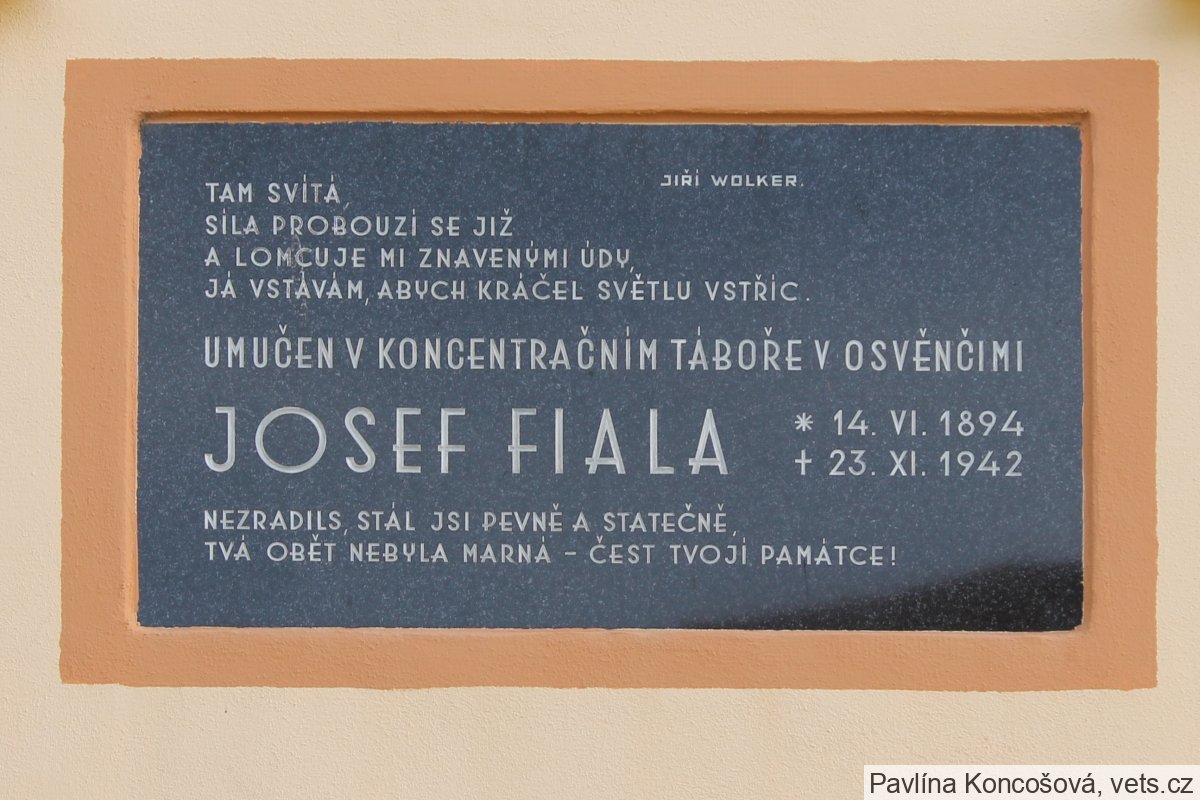 JIŘÍ WOLKER.
TAM SVÍTÁ,
SÍLA PROBOUZÍ SE JIŽ
A LOMCUJE MI ZNAVENÝMI ÚDY,
JÁ VSTÁVÁM, ABYCH KRÁČEL SVĚTLU VSTŘÍC.
UMUČEN V KONCENTRAČNÍM TÁBOŘE V OSVĚNČIMI
JOSEF FIALA
* 14. VI. 1894
† 23. XI. 1942
NEZRADILS, STÁL JSI PEVNĚ A STATEČNĚ,
TVÁ OBĚT NEBYLA MARNÁ – ČEST TVOJÍ PAMÁTCE!
Pavlína Koncošová, vets.cz